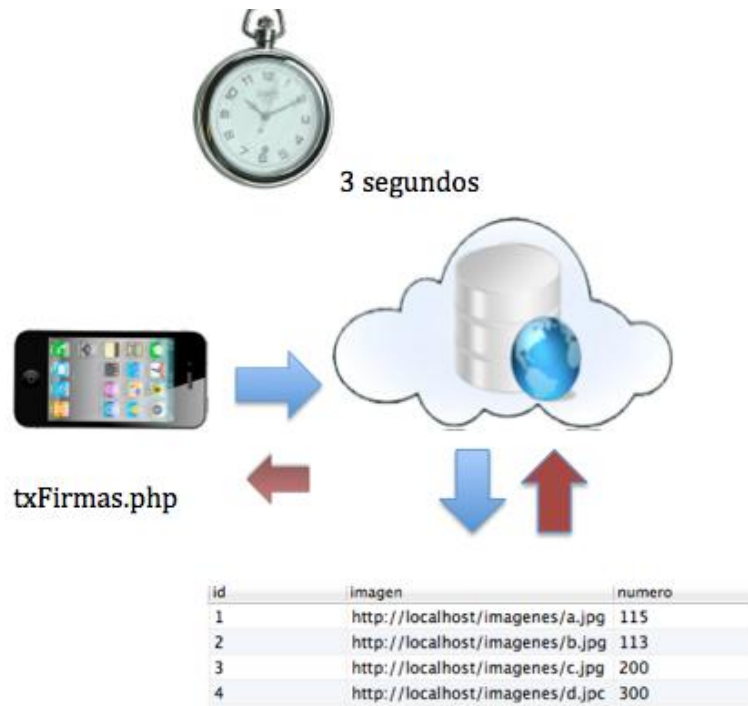 3 segundos
txFirmas.php
id imagen numero
1 http://localhost/imagenes/a.jpg 115
2 http://localhost/imagenes/b.jpg 113
3 http://localhost/imagenes/c.jpg 200
4 http://localhost/imagenes/d.jpc 300